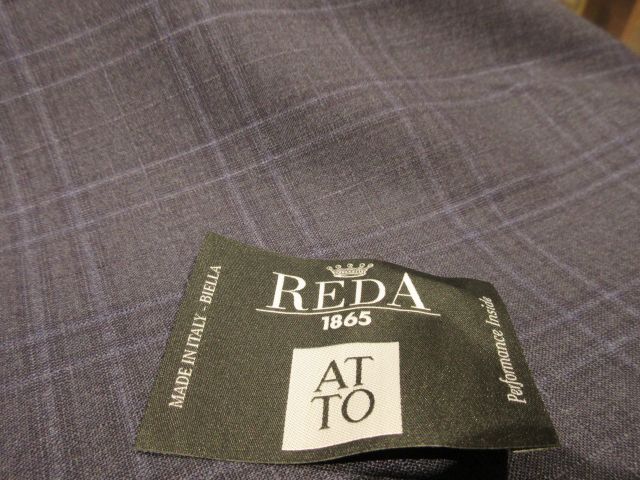 REDA
1865
AT
TO
MADE IN ITALY - BIELLA
Performance Inside